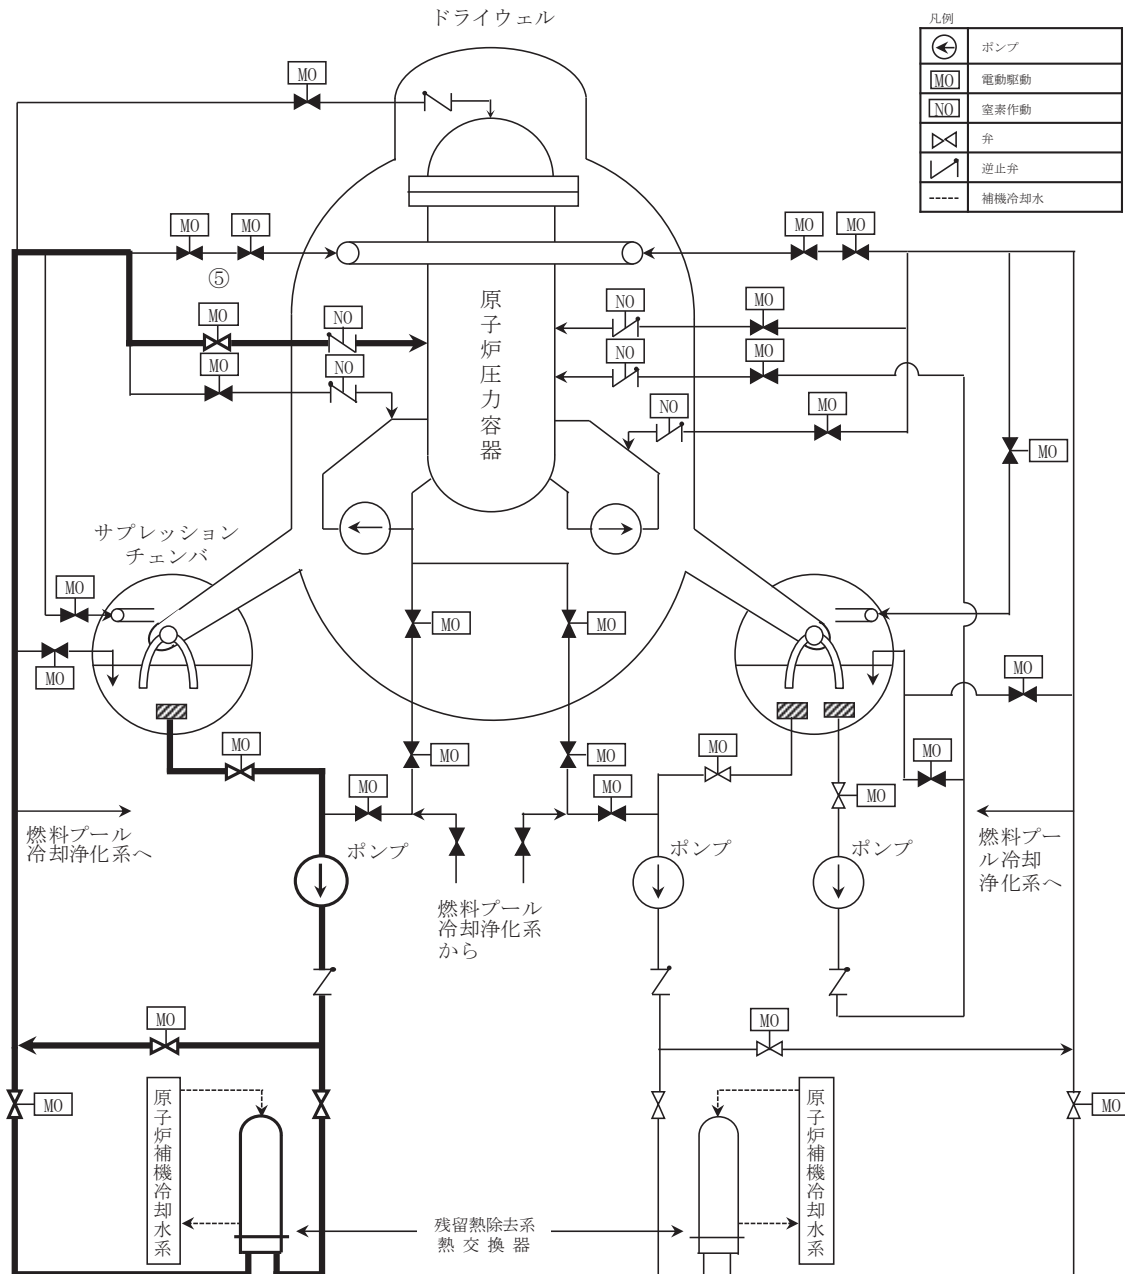 ドライウェル
凡例
ポンプ
MO 電動駆動
NO 窒素作動
弁
逆止弁
補機冷却水
MO
MO MO
MO MO
⑤
MO NO
MO NO
NO MO
NO MO
NO MO
MO
原子炉圧力容器
サプレッション
チェンバ
MO
MO
MO
MO
MO
MO
MO
MO
MO
MO
MO
MO
MO
MO
燃料プール
冷却浄化系へ
ポンプ
ポンプ
ポンプ
燃料プー
ル冷却
浄化系へ
燃料プール
冷却浄化系
から
MO
MO
MO
MO
原子炉補機冷却水系
原子炉補機冷却水系
残留熱除去系
熱交換器